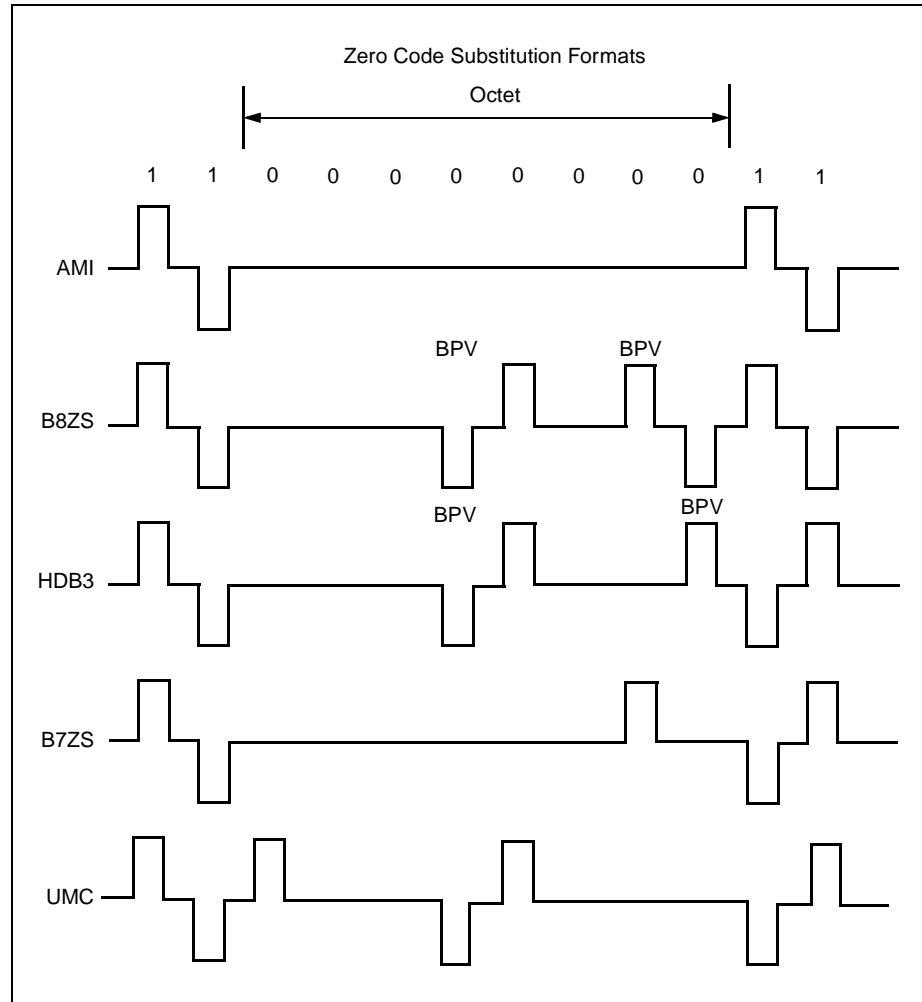 Zero Code Substitution Formats
Octet
1 1 0 0 0 0 0 0 0 0 1 1
AMI
BPV BPV
B8ZS
BPV BPV
HDB3
B7ZS
UMC